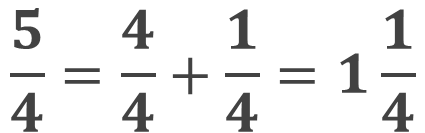 5/4 = 4/4 + 1/4 = 1 1/4